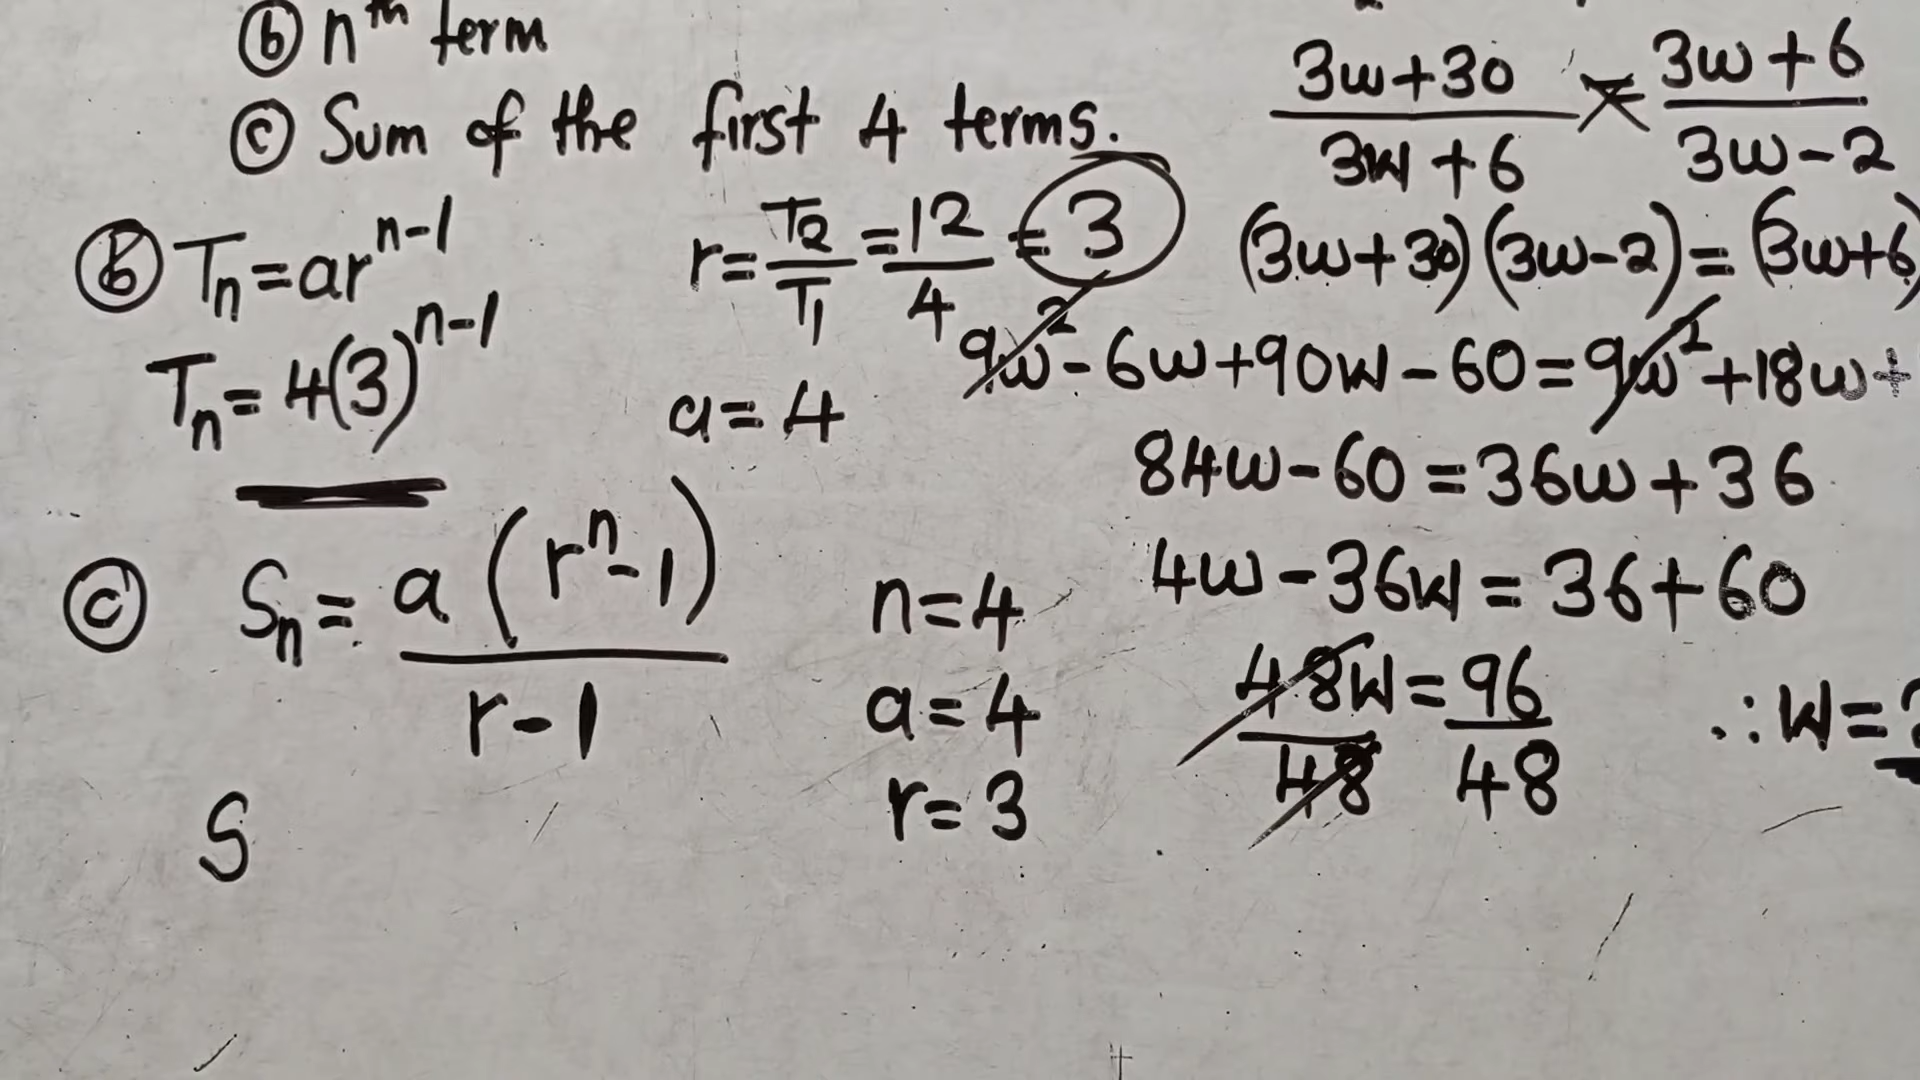 (b) nth term
(c) Sum of the first 4 terms.
(b) Tn = ar^(n-1)
r = T2/T1 = 12/4 = 3
Tn = 4(3)^(n-1)
a = 4
(c) Sn = a(r^n - 1)/(r - 1)
n = 4
a = 4
r = 3
S
(3w+30)/(3w+6) × (3w+6)/(3w-2)
(3w+30)(3w-2) = (3w+6)
9w² - 6w + 90w - 60 = 9w² + 18w +
84w - 60 = 36w + 36
4w - 36w = 36 + 60
48w/48 = 96/48
∴ w =